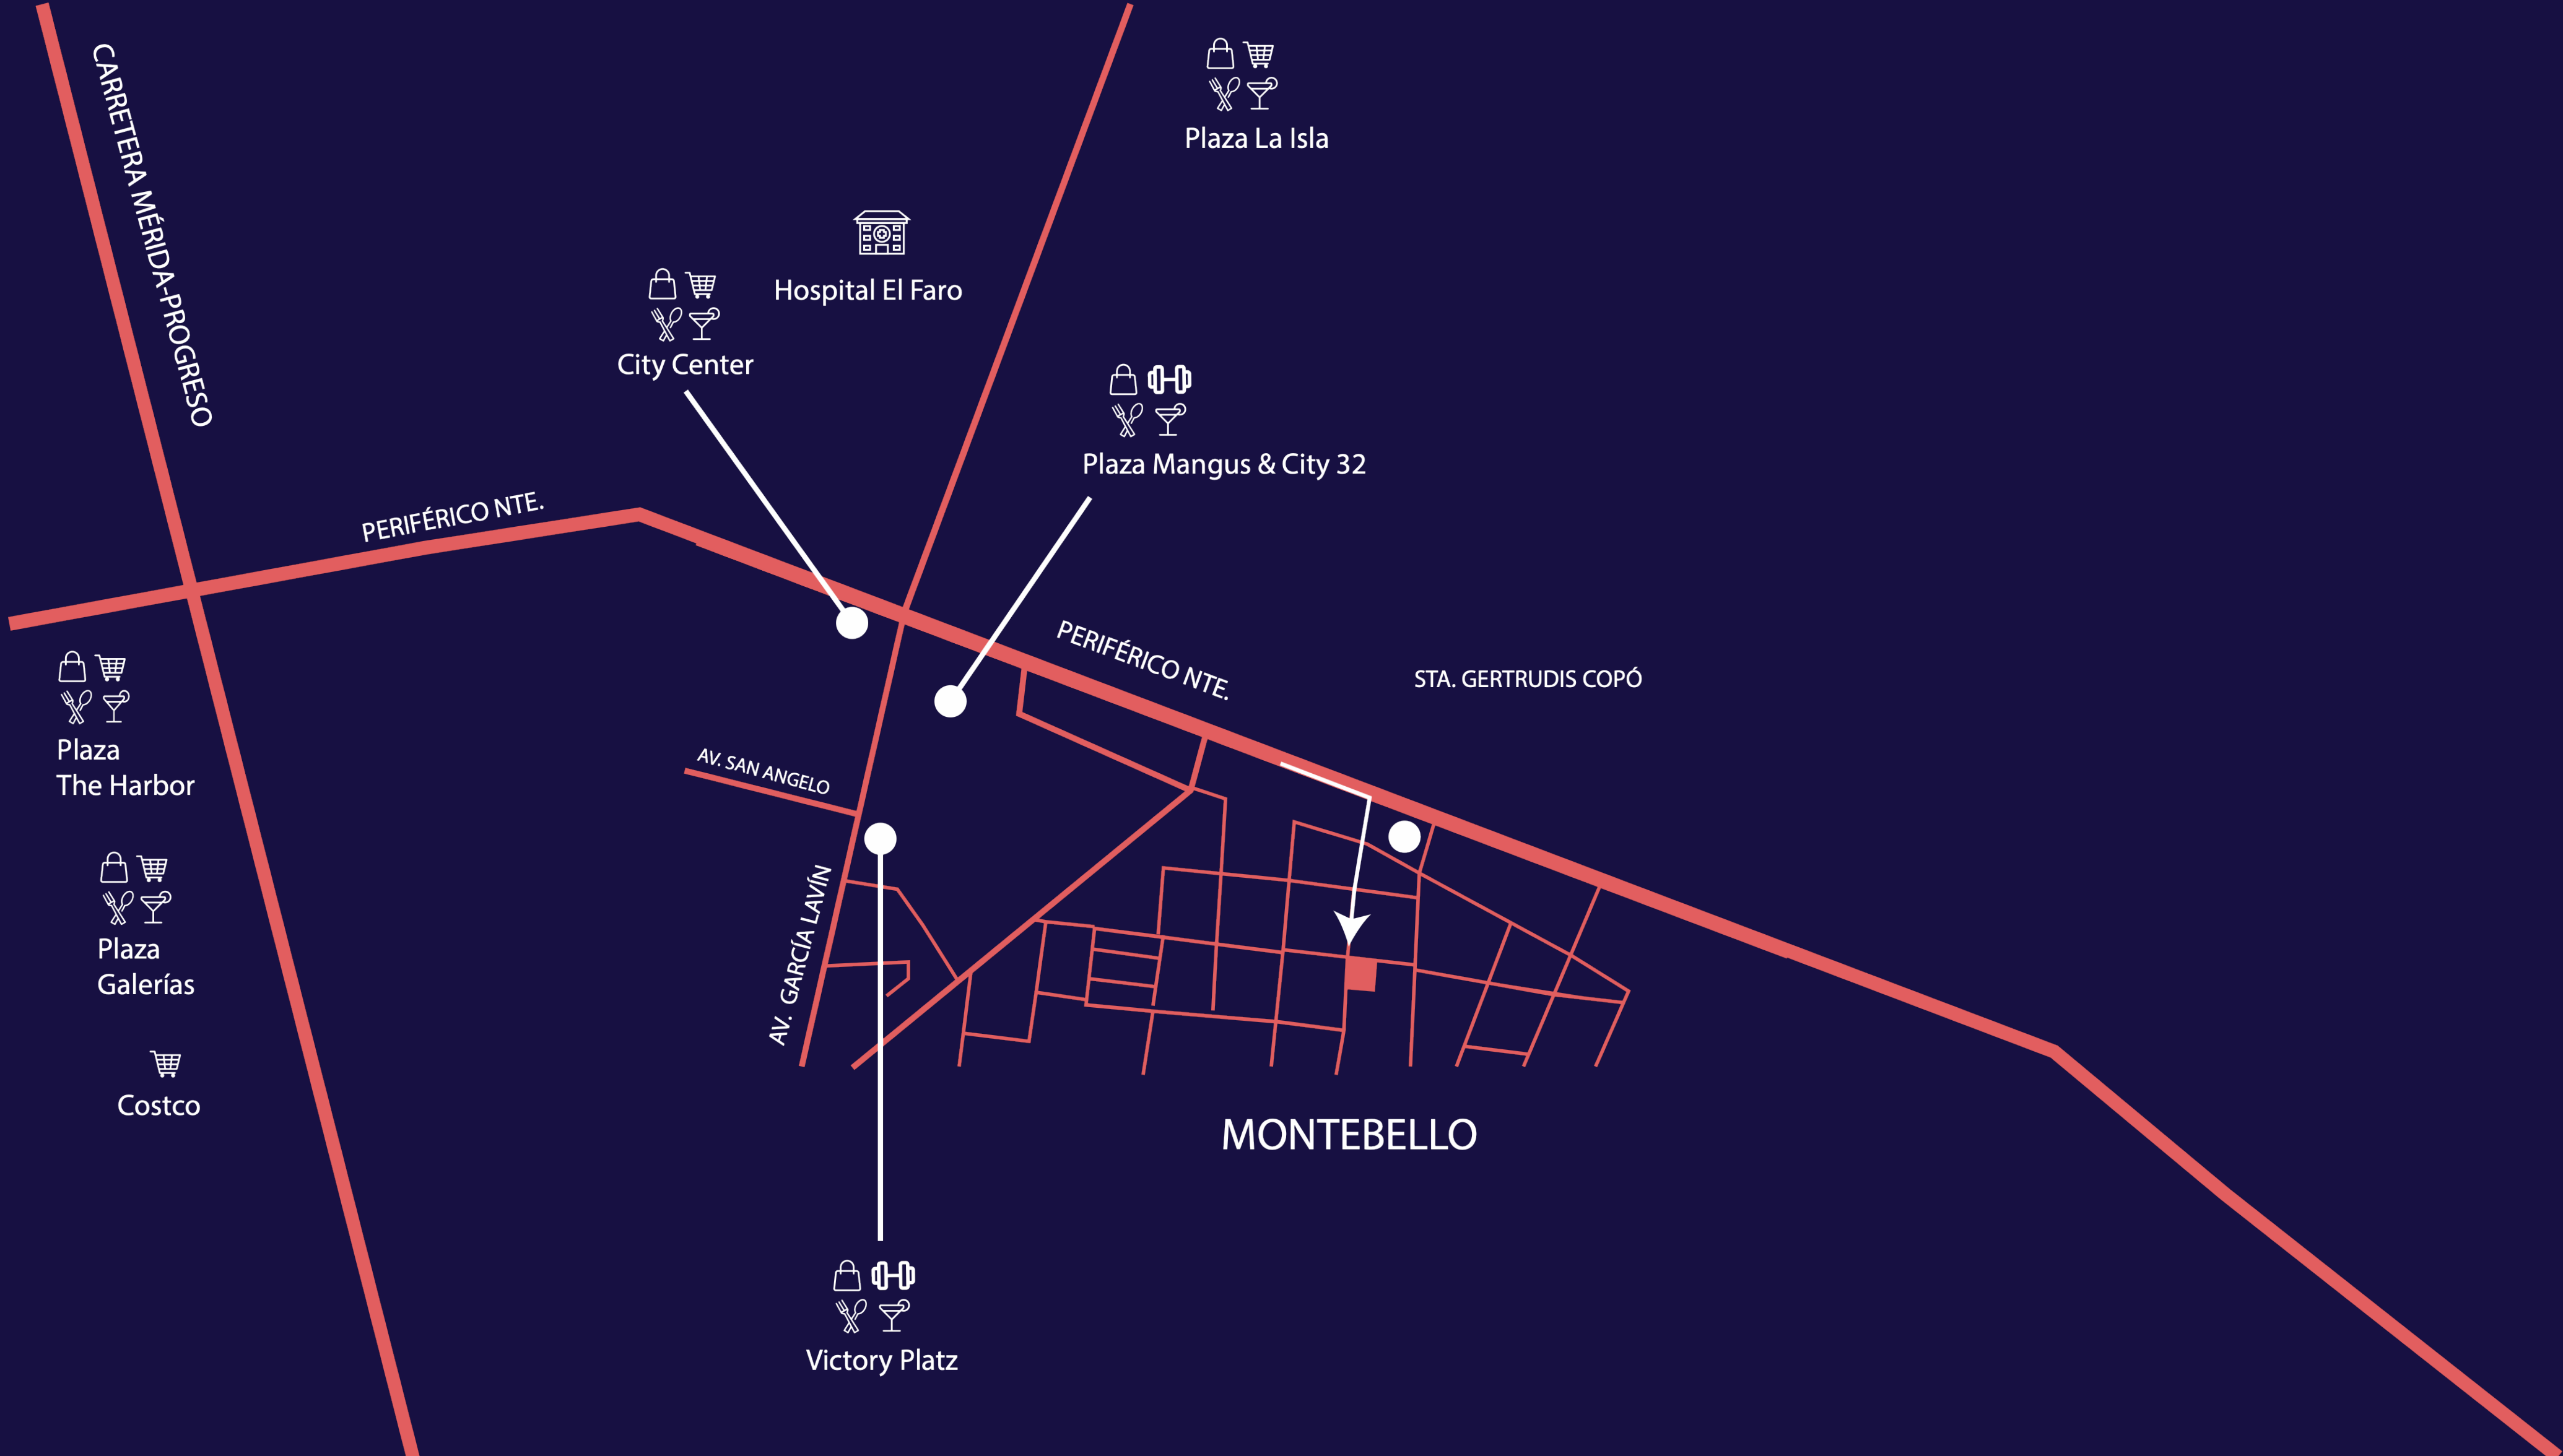 CARRETERA MÉRIDA-PROGRESO
Plaza La Isla
Hospital El Faro
City Center
Plaza Mangus & City 32
PERIFÉRICO NTE.
PERIFÉRICO NTE.
STA. GERTRUDIS COPÓ
Plaza
The Harbor
AV. SAN ANGELO
AV. GARCÍA LAVÍN
Plaza
Galerías
Costco
MONTEBELLO
Victory Platz